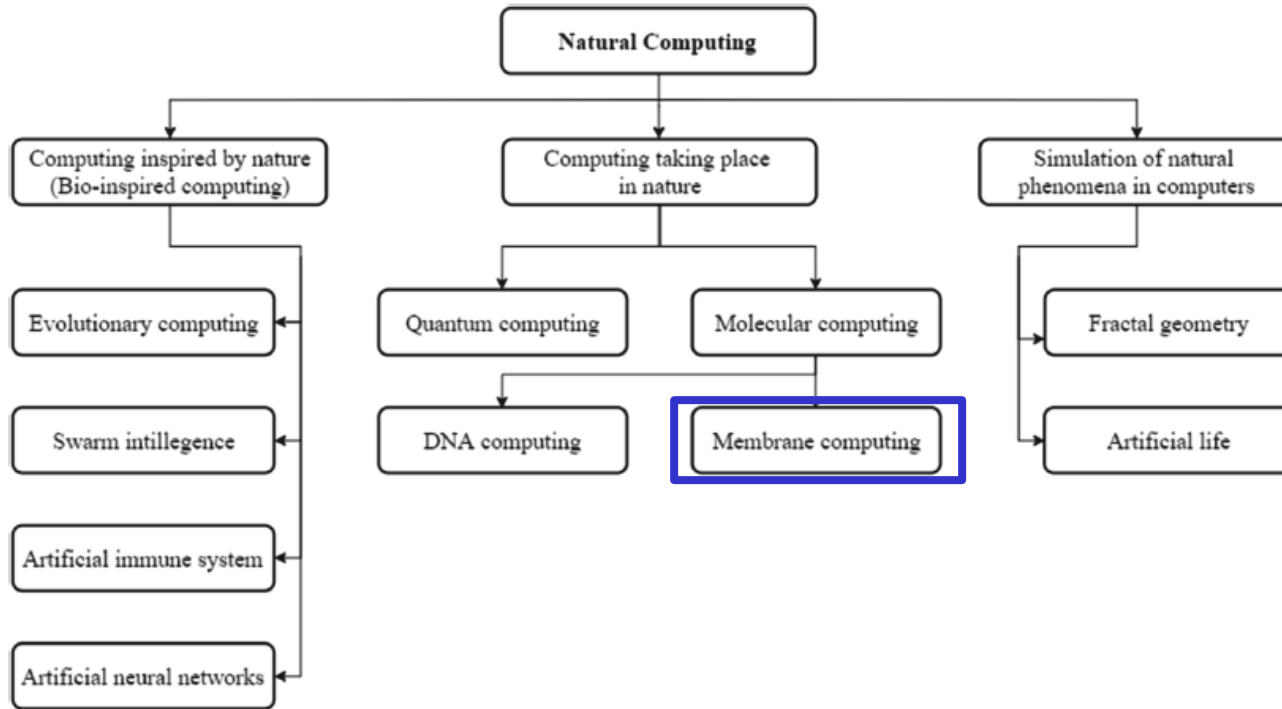 Natural Computing
Computing inspired by nature
(Bio-inspired computing)
Computing taking place
in nature
Simulation of natural
phenomena in computers
Evolutionary computing
Quantum computing
Molecular computing
Fractal geometry
Swarm intillegence
DNA computing
Membrane computing
Artificial life
Artificial immune system
Artificial neural networks